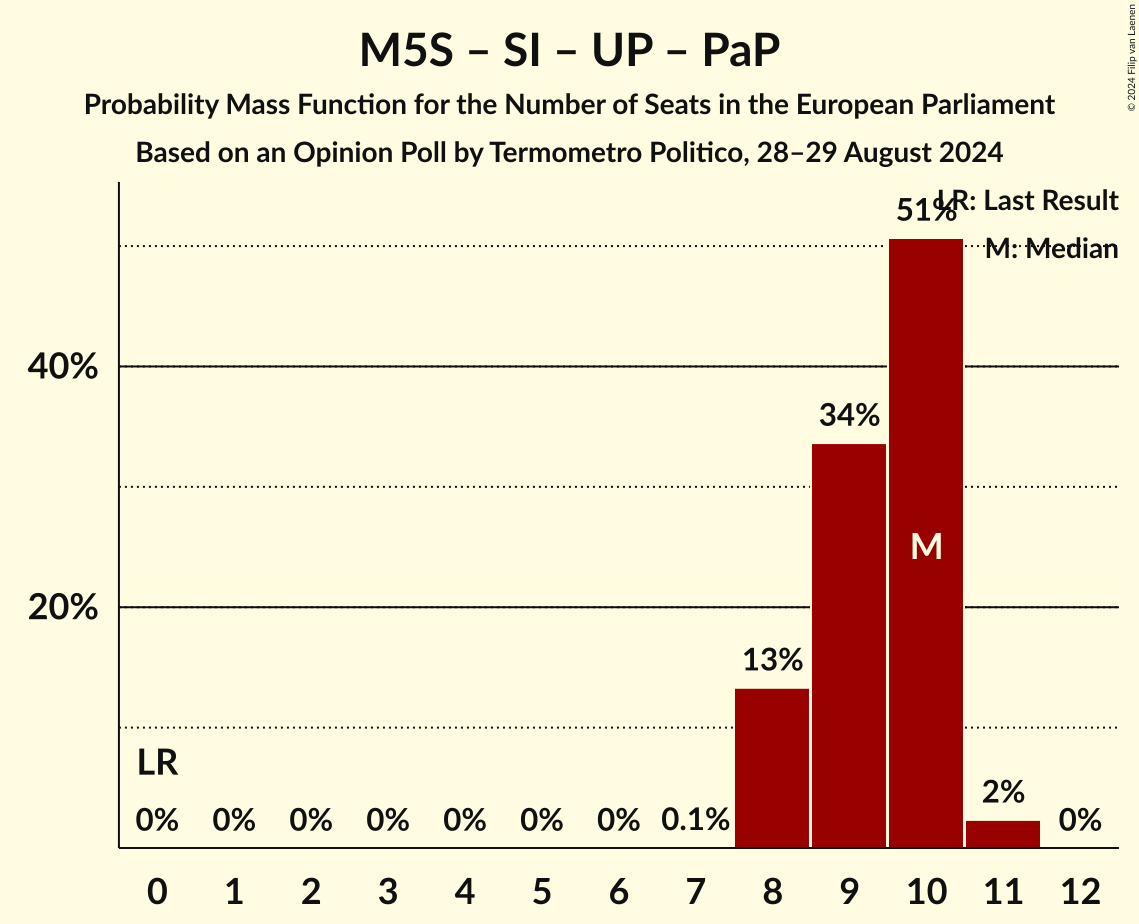 M5S – SI – UP – PaP
Probability Mass Function for the Number of Seats in the European Parliament
Based on an Opinion Poll by Termometro Politico, 28–29 August 2024
© 2024 Filip van Laenen
LR: Last Result
M: Median
51%
40%
34%
M
20%
13%
LR
2%
0% 0% 0% 0% 0% 0% 0% 0.1% 0%
0 1 2 3 4 5 6 7 8 9 10 11 12